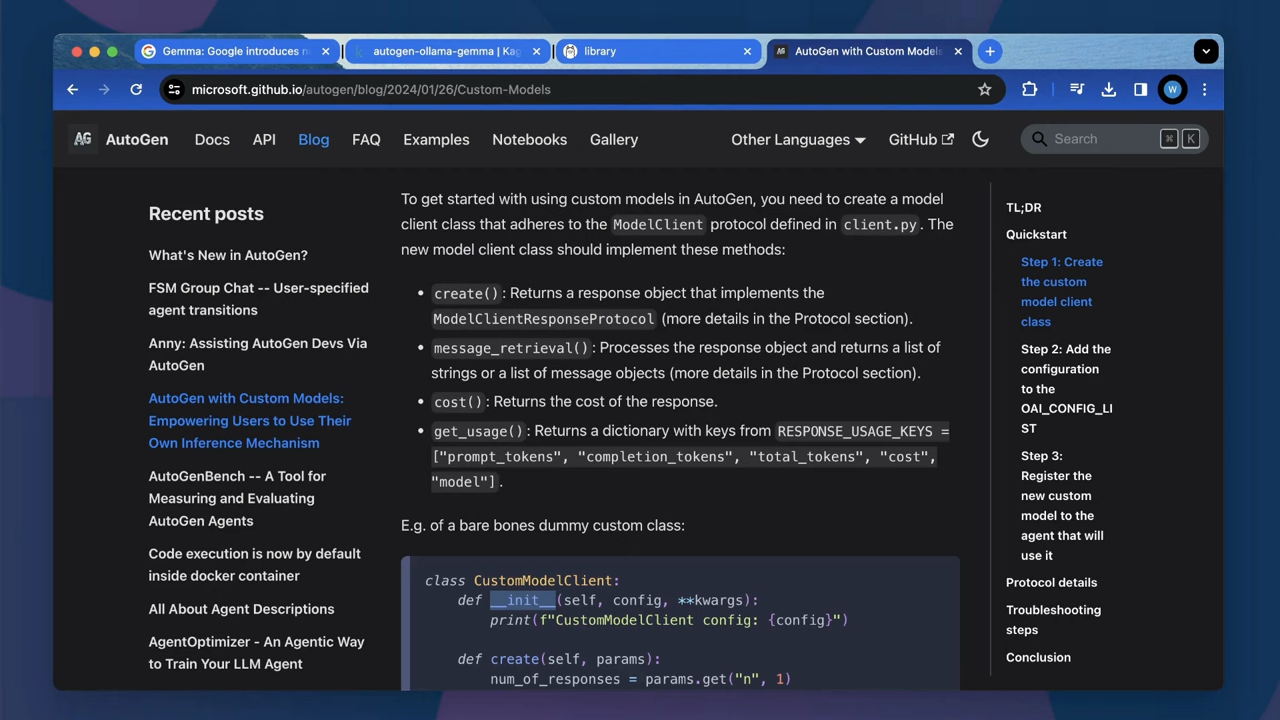 Gemma: Google introduces n
autogen-ollama-gemma | Kag
library
AutoGen with Custom Models
microsoft.github.io/autogen/blog/2024/01/26/Custom-Models
W
AG AutoGen Docs API Blog FAQ Examples Notebooks Gallery Other Languages GitHub Search ⌘ K
Recent posts
What's New in AutoGen?
FSM Group Chat -- User-specified
agent transitions
Anny: Assisting AutoGen Devs Via
AutoGen
AutoGen with Custom Models:
Empowering Users to Use Their
Own Inference Mechanism
AutoGenBench -- A Tool for
Measuring and Evaluating
AutoGen Agents
Code execution is now by default
inside docker container
All About Agent Descriptions
AgentOptimizer - An Agentic Way
to Train Your LLM Agent
To get started with using custom models in AutoGen, you need to create a model
client class that adheres to the ModelClient protocol defined in client.py. The
new model client class should implement these methods:
• create(): Returns a response object that implements the
ModelClientResponseProtocol (more details in the Protocol section).
• message_retrieval(): Processes the response object and returns a list of
strings or a list of message objects (more details in the Protocol section).
• cost(): Returns the cost of the response.
• get_usage(): Returns a dictionary with keys from RESPONSE_USAGE_KEYS =
["prompt_tokens", "completion_tokens", "total_tokens", "cost",
"model"].
E.g. of a bare bones dummy custom class:
class CustomModelClient:
def __init__(self, config, **kwargs):
print(f"CustomModelClient config: {config}")
def create(self, params):
num_of_responses = params.get("n", 1)
TL;DR
Quickstart
Step 1: Create
the custom
model client
class
Step 2: Add the
configuration
to the
OAI_CONFIG_LI
ST
Step 3:
Register the
new custom
model to the
agent that will
use it
Protocol details
Troubleshooting
steps
Conclusion